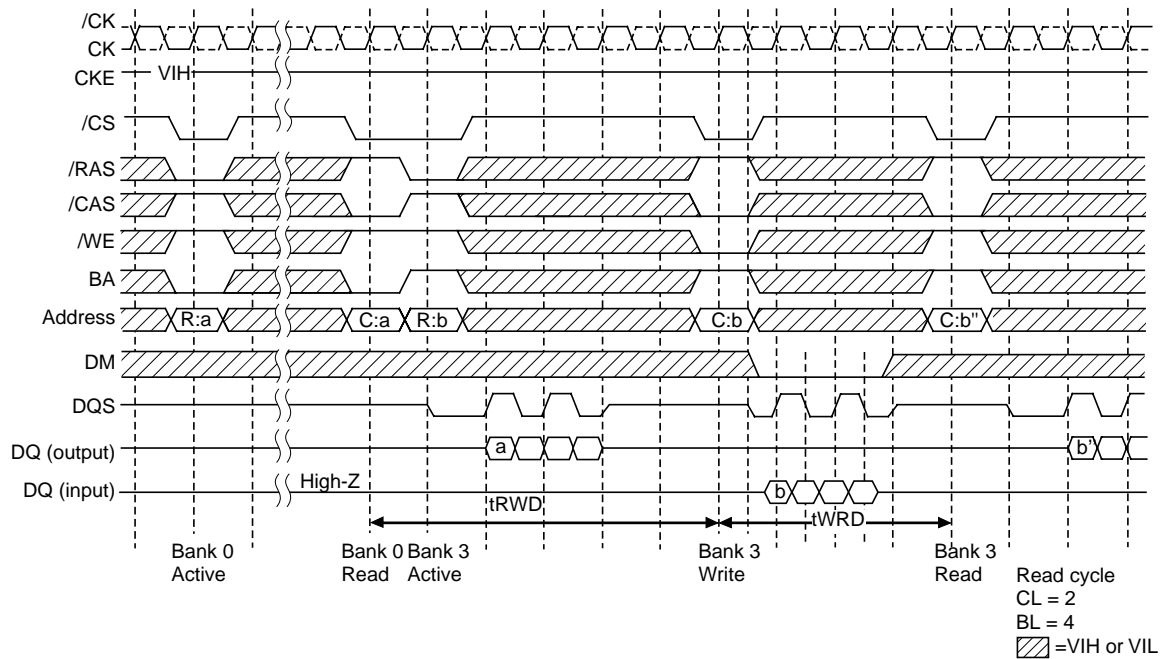 /CK
CK
CKE
VIH
/CS
/RAS
/CAS
/WE
BA
Address
R:a
C:a
R:b
C:b
C:b"
DM
DQS
DQ (output)
a
b'
DQ (input)
High-Z
b
tRWD
tWRD
Bank 0
Active
Bank 0
Read
Bank 3
Active
Bank 3
Write
Bank 3
Read
Read cycle
CL = 2
BL = 4
=VIH or VIL